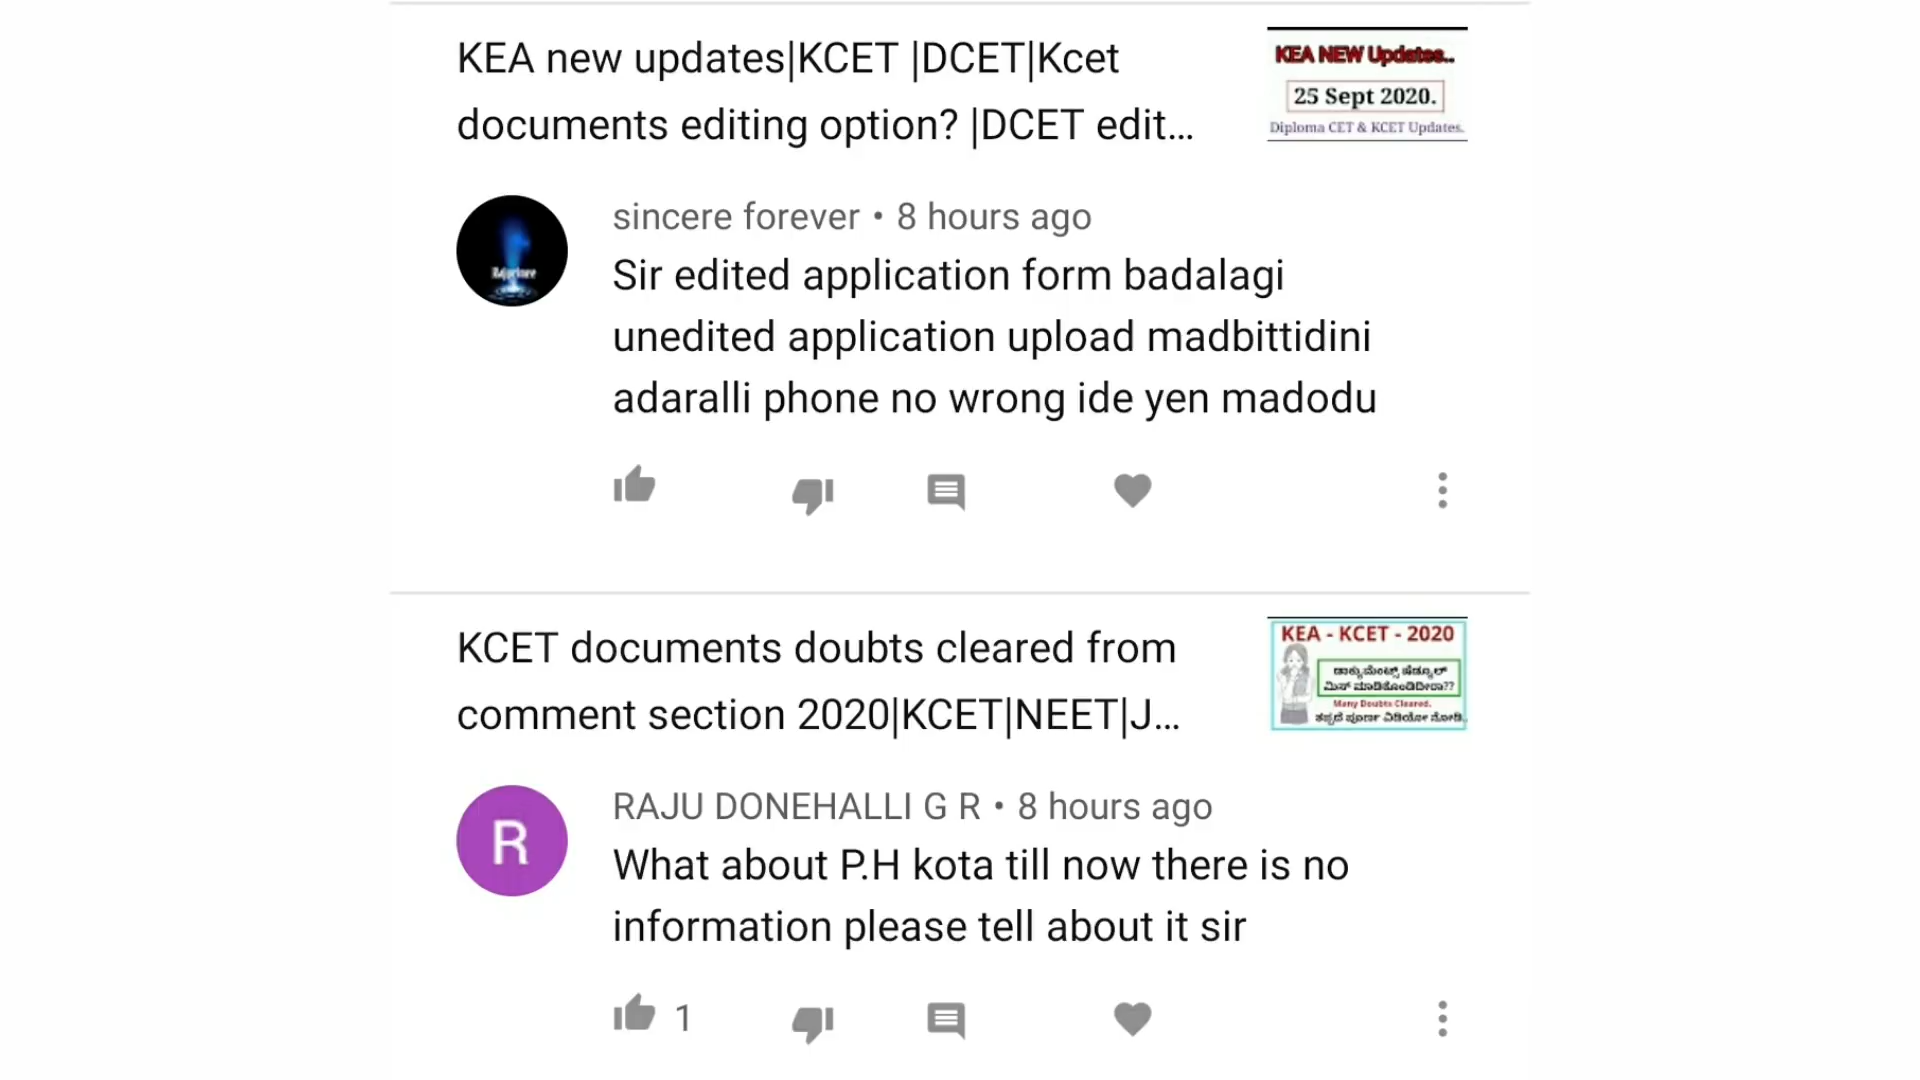 KEA new updates|KCET |DCET|Kcet
documents editing option? |DCET edit...
KEA NEW Updates..
25 Sept 2020.
Diploma CET & KCET Updates.
sincere forever • 8 hours ago
Sir edited application form badalagi
unedited application upload madbittidini
adaralli phone no wrong ide yen madodu
KCET documents doubts cleared from
comment section 2020|KCET|NEET|J...
KEA - KCET - 2020
ಡಾಕ್ಯುಮೆಂಟ್ಸ್
ಮಿಸ್ ಮಾಡಿಕೊಂಡಿದೀರಾ??
Many Doubts Cleared.
ತಪ್ಪದೆ ಪೂರ್ಣ ವಿಡಿಯೋ ನೋಡಿ.
R
RAJU DONEHALLI G R • 8 hours ago
What about P.H kota till now there is no
information please tell about it sir
1